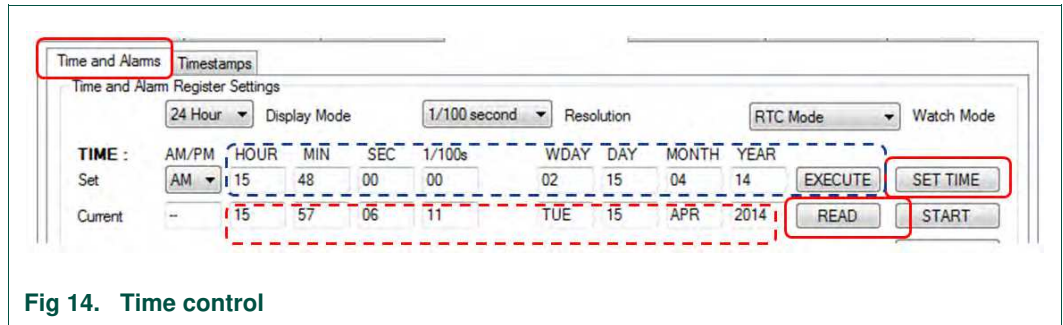 Time and Alarms Timestamps
Time and Alarm Register Settings
24 Hour Display Mode 1/100 second Resolution RTC Mode Watch Mode
TIME : AM/PM HOUR MIN SEC 1/100s WDAY DAY MONTH YEAR
Set AM 15 48 00 00 02 15 04 14 EXECUTE SET TIME
Current -- 15 57 06 11 TUE 15 APR 2014 READ START
Fig 14. Time control